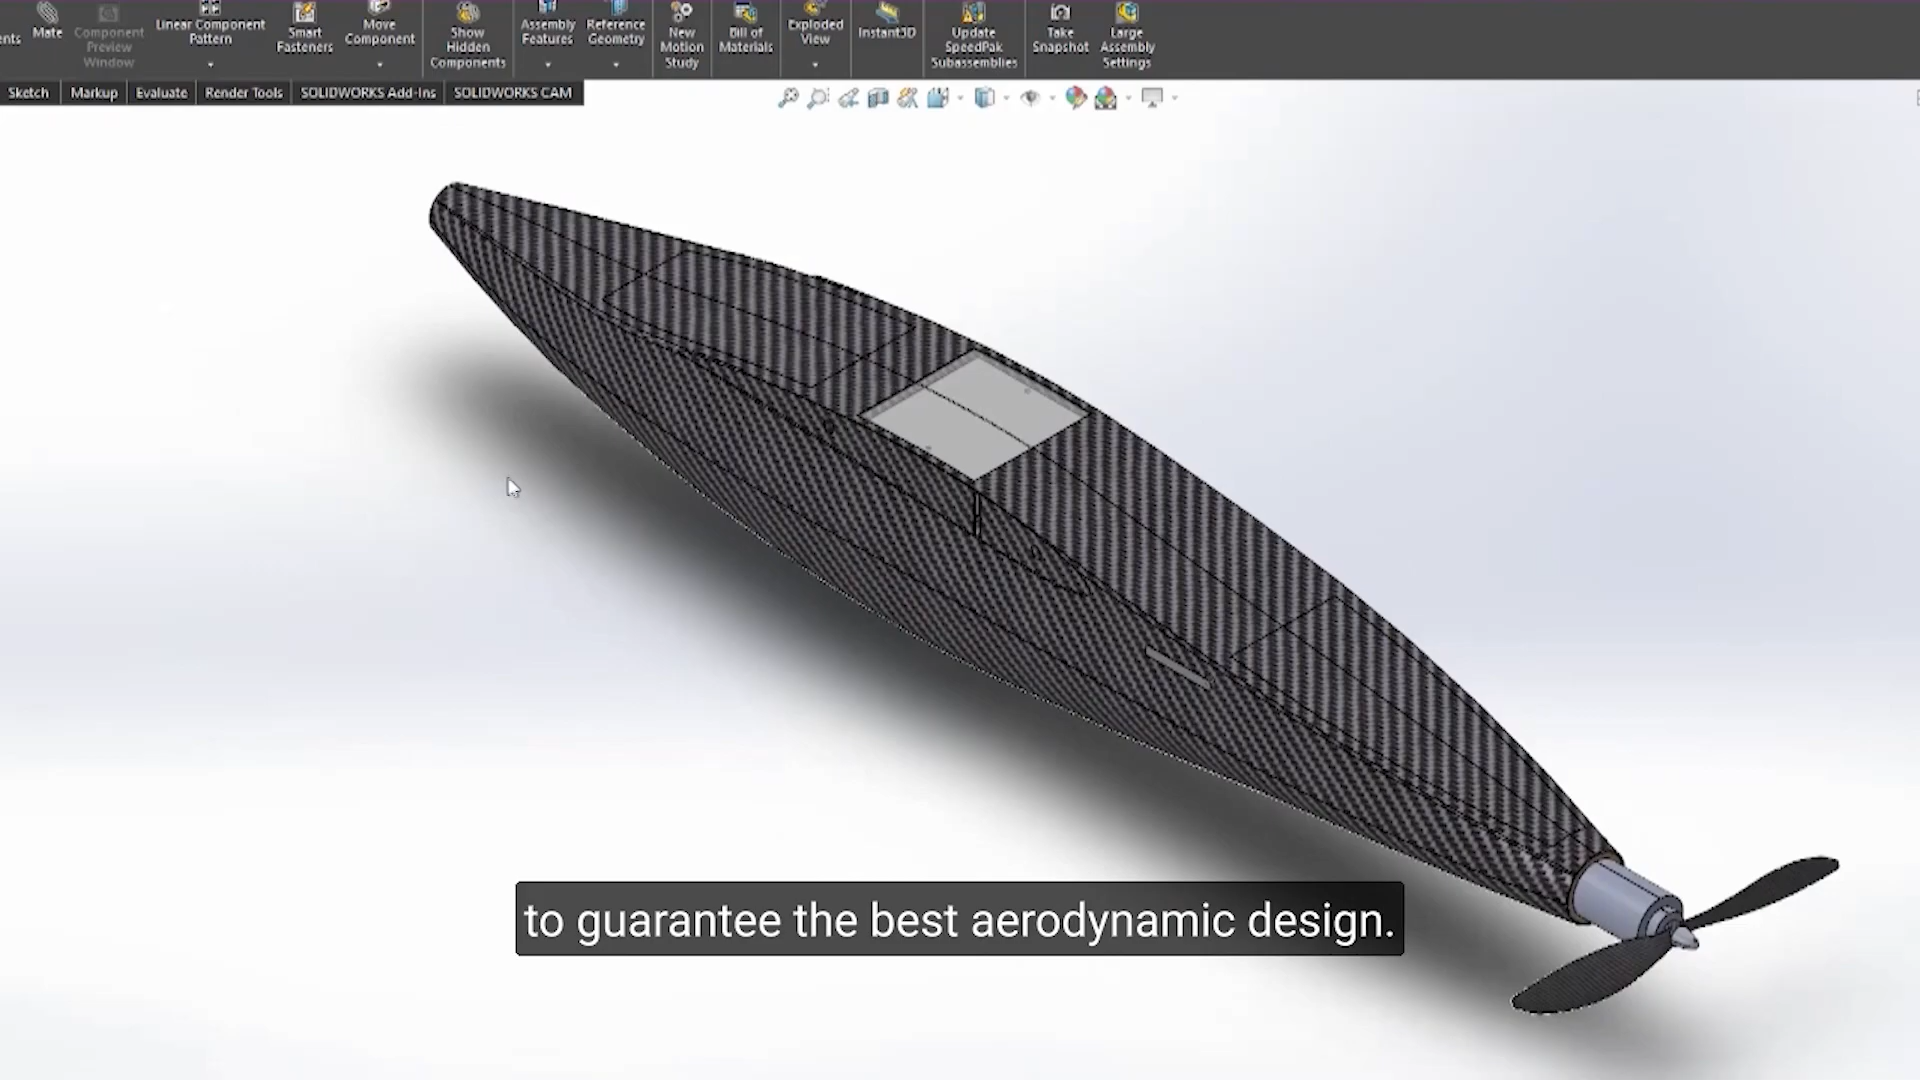 ents
Mate
Component
Preview
Window
Linear Component
Pattern
Smart
Fasteners
Move
Component
Show
Hidden
Components
Assembly
Features
Reference
Geometry
New
Motion
Study
Bill of
Materials
Exploded
View
Instant3D
Update
SpeedPak
Subassemblies
Take
Snapshot
Large
Assembly
Settings
Sketch
Markup
Evaluate
Render Tools
SOLIDWORKS Add-Ins
SOLIDWORKS CAM
to guarantee the best aerodynamic design.